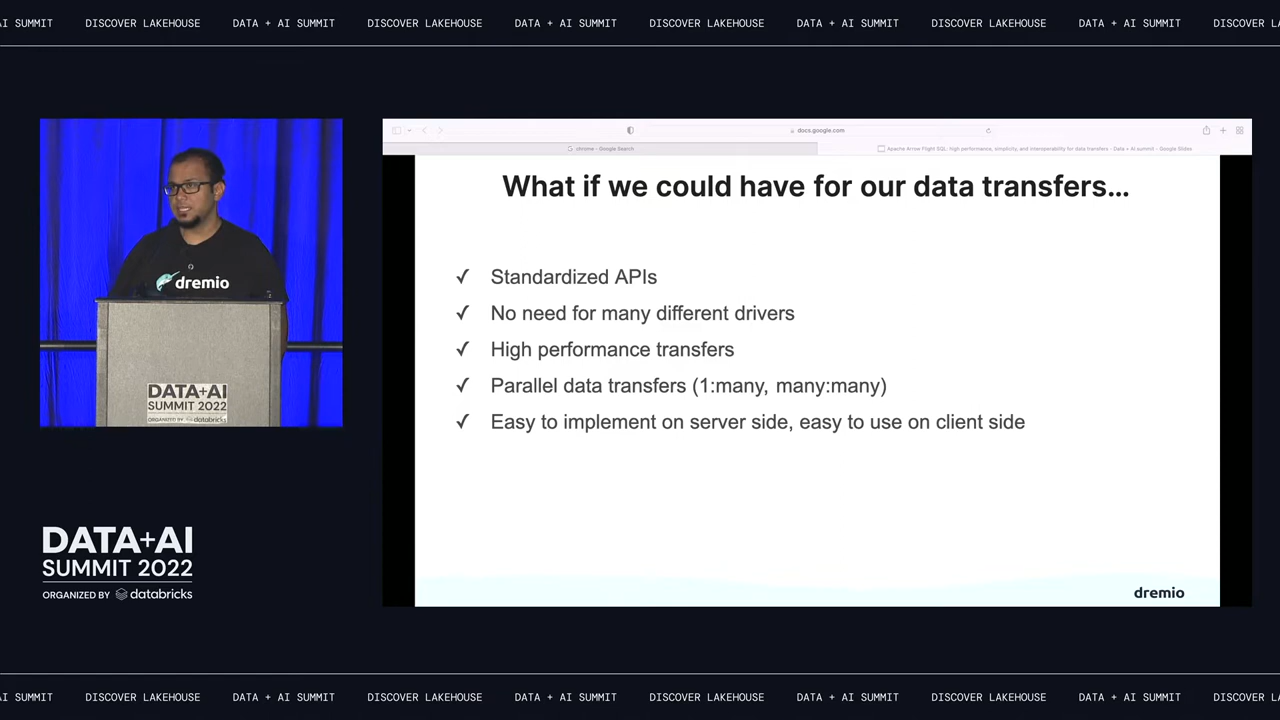 AI SUMMIT DISCOVER LAKEHOUSE DATA + AI SUMMIT DISCOVER LAKEHOUSE DATA + AI SUMMIT DISCOVER LAKEHOUSE DATA + AI SUMMIT DISCOVER LAKEHOUSE DATA + AI SUMMIT DISCOVER L
docs.google.com
chrome - Google Search
Apache Arrow Flight SQL: high performance, simplicity, and interoperability for data transfers - Data + AI summit - Google Slides
What if we could have for our data transfers...
✓ Standardized APIs
✓ No need for many different drivers
✓ High performance transfers
✓ Parallel data transfers (1:many, many:many)
✓ Easy to implement on server side, easy to use on client side
dremio
dremio
DATA+AI
SUMMIT 2022
ORGANIZED BY databricks
DATA+AI
SUMMIT 2022
ORGANIZED BY databricks
AI SUMMIT DISCOVER LAKEHOUSE DATA + AI SUMMIT DISCOVER LAKEHOUSE DATA + AI SUMMIT DISCOVER LAKEHOUSE DATA + AI SUMMIT DISCOVER LAKEHOUSE DATA + AI SUMMIT DISCOVER L